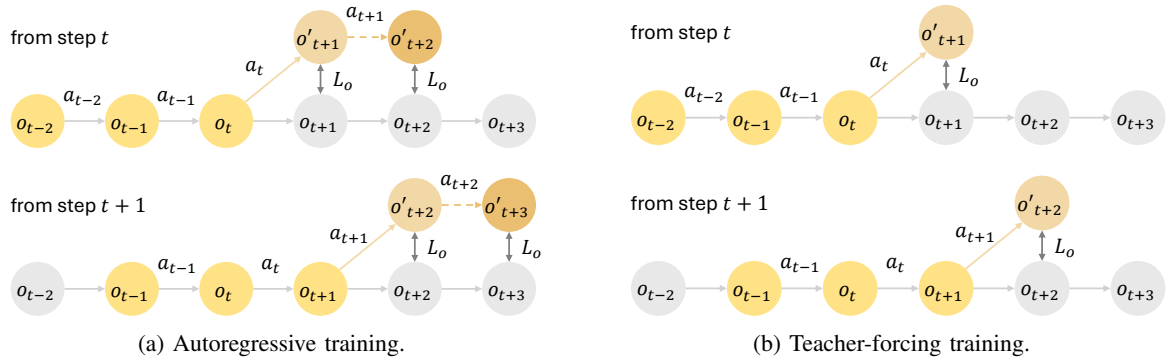 from step t
a_{t+1}
o'_{t+1} o'_{t+2}
a_t
L_o L_o
a_{t-2} a_{t-1}
o_{t-2} o_{t-1} o_t o_{t+1} o_{t+2} o_{t+3}
from step t + 1
a_{t+2}
o'_{t+2} o'_{t+3}
a_{t+1}
L_o L_o
a_{t-1} a_t
o_{t-2} o_{t-1} o_t o_{t+1} o_{t+2} o_{t+3}
(a) Autoregressive training.
from step t
o'_{t+1}
a_t
L_o
a_{t-2} a_{t-1}
o_{t-2} o_{t-1} o_t o_{t+1} o_{t+2} o_{t+3}
from step t + 1
o'_{t+2}
a_{t+1}
L_o
a_{t-1} a_t
o_{t-2} o_{t-1} o_t o_{t+1} o_{t+2} o_{t+3}
(b) Teacher-forcing training.